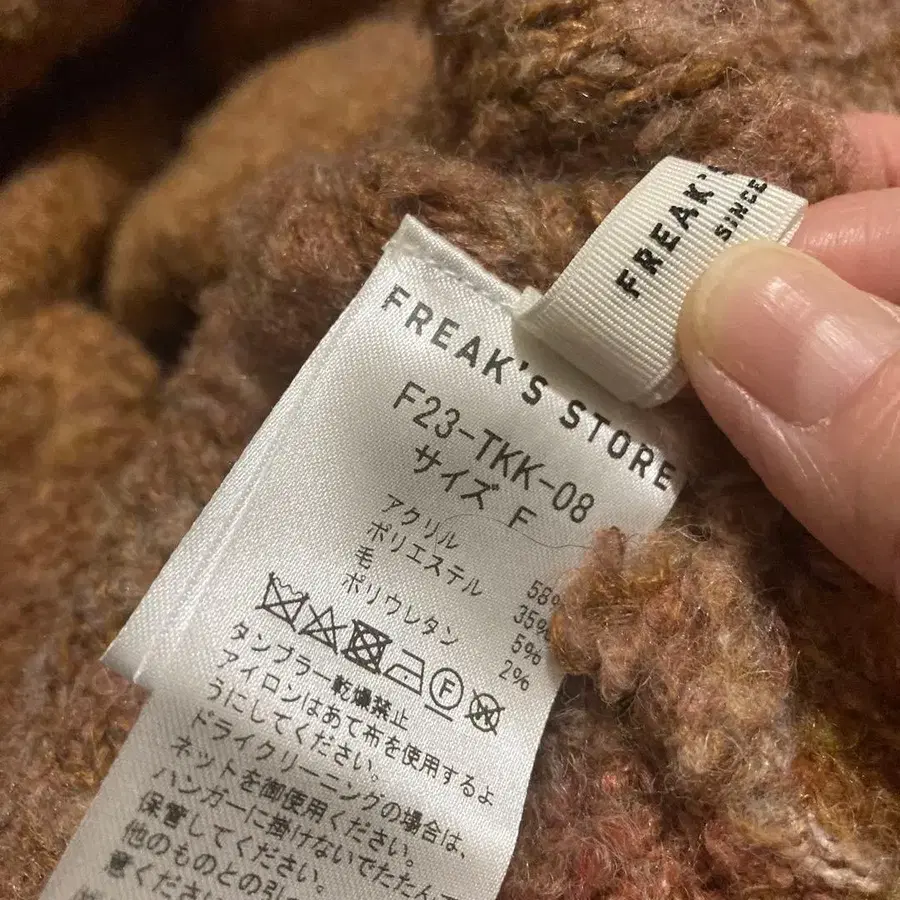 FREAK'S
SINCE
FREAK'S STORE
F23-TKK-08
サイズ F
アクリル 58%
ポリエステル 35%
毛 5%
ポリウレタン 2%
F
W
タンブラー乾燥禁止
アイロンはあて布を使用するよ
うにしてください。
ドライクリーニングの場合は、
ネットを御使用ください。
ハンガーに掛けないでたたん
保管してください。
他のものとの引
意ください